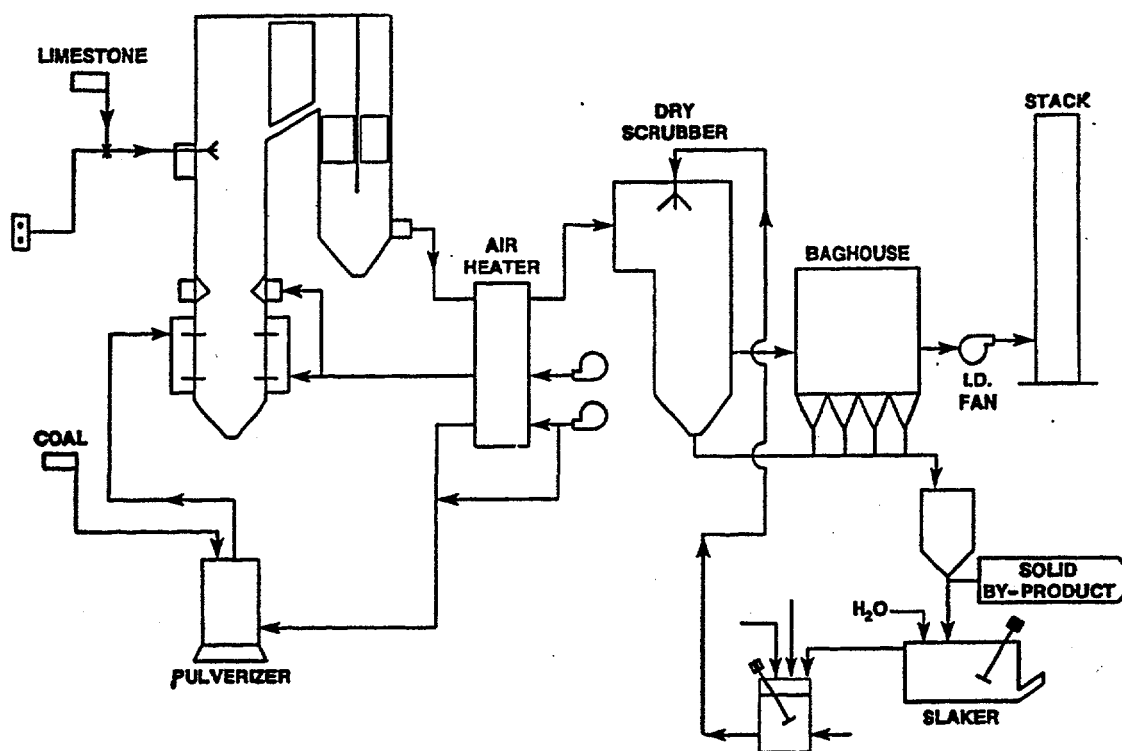 LIMESTONE
DRY
SCRUBBER
STACK
AIR
HEATER
BAGHOUSE
I.D.
FAN
COAL
SOLID
BY-PRODUCT
H₂O
PULVERIZER
SLAKER